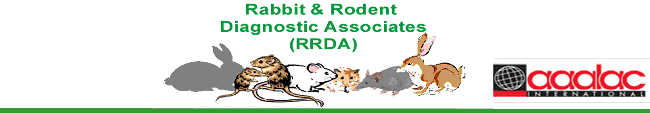 Rabbit & Rodent
Diagnostic Associates
(RRDA)
aaalac
INTERNATIONAL